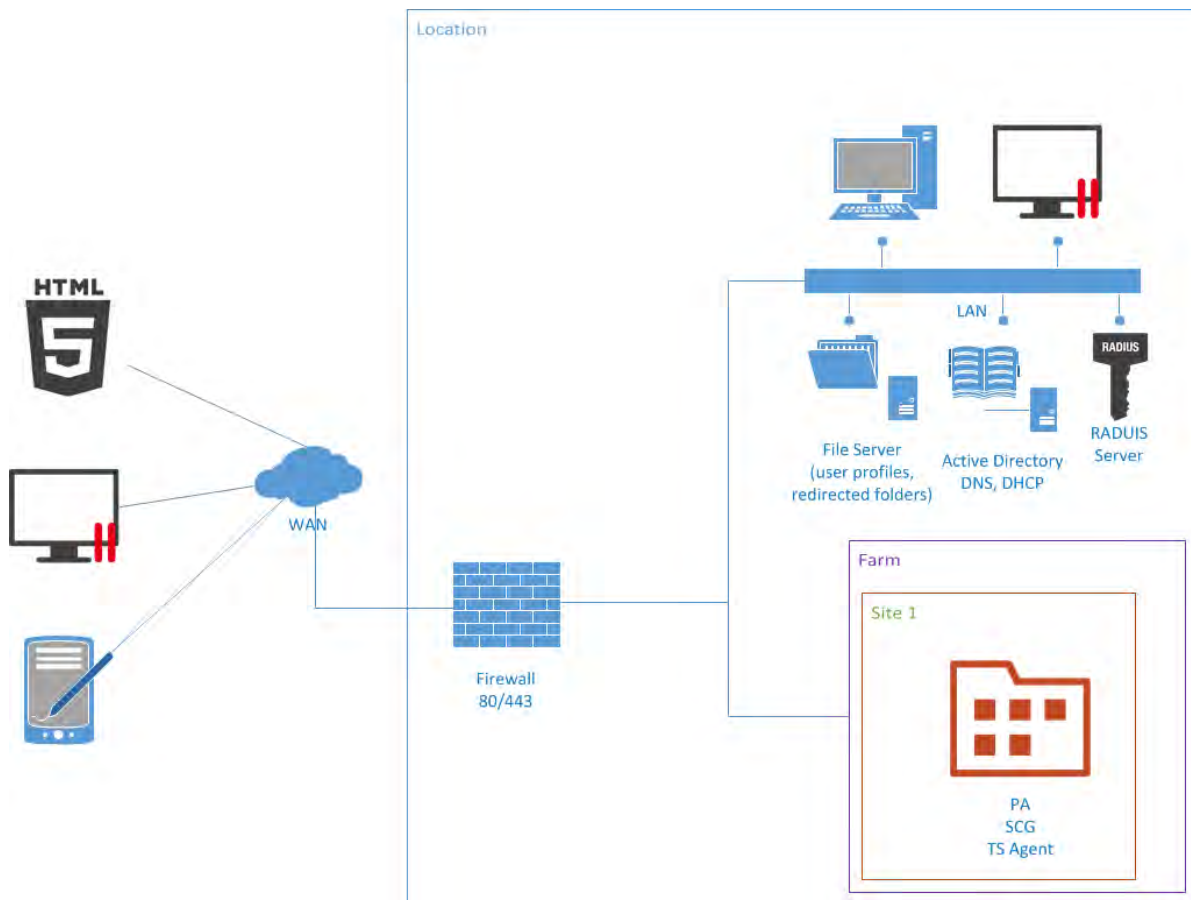 Location
HTML
5
WAN
Firewall
80/443
LAN
RADIUS
File Server
(user profiles,
redirected folders)
Active Directory
DNS, DHCP
RADUIS
Server
Farm
Site 1
PA
SCG
TS Agent